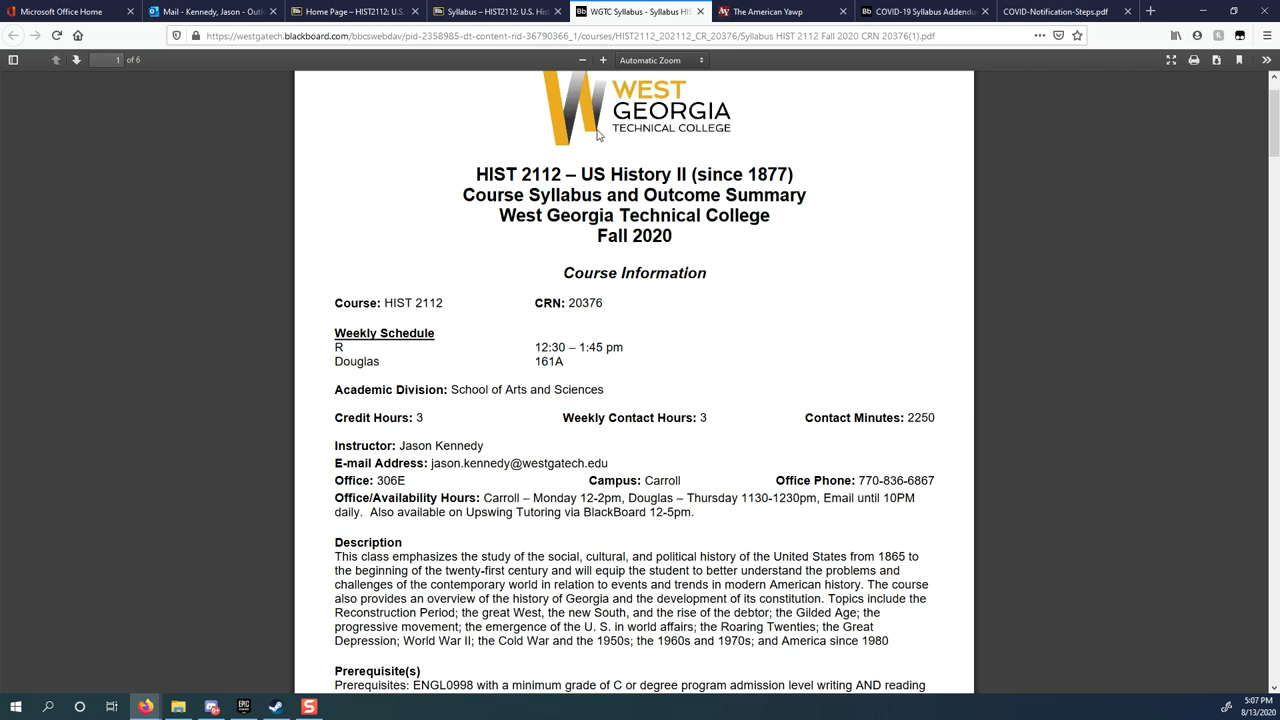 Microsoft Office Home
Mail - Kennedy, Jason - Outl
Home Page – HIST2112: U.S.
Syllabus – HIST2112: U.S. Hi
WGTC Syllabus - Syllabus HIS
The American Yawp
COVID-19 Syllabus Addendu
COVID-Notification-Steps.pdf
https://westgatech.blackboard.com/bbcswebdav/pid-2358985-dt-content-rid-36790366_1/courses/HIST2112_202112_CR_20376/Syllabus HIST 2112 Fall 2020 CRN 20376(1).pdf
1 of 6
Automatic Zoom
WEST
GEORGIA
TECHNICAL COLLEGE
HIST 2112 – US History II (since 1877)
Course Syllabus and Outcome Summary
West Georgia Technical College
Fall 2020
Course Information
Course: HIST 2112 CRN: 20376
Weekly Schedule
R 12:30 – 1:45 pm
Douglas 161A
Academic Division: School of Arts and Sciences
Credit Hours: 3 Weekly Contact Hours: 3 Contact Minutes: 2250
Instructor: Jason Kennedy
E-mail Address: jason.kennedy@westgatech.edu
Office: 306E Campus: Carroll Office Phone: 770-836-6867
Office/Availability Hours: Carroll – Monday 12-2pm, Douglas – Thursday 1130-1230pm, Email until 10PM
daily. Also available on Upswing Tutoring via BlackBoard 12-5pm.
Description
This class emphasizes the study of the social, cultural, and political history of the United States from 1865 to
the beginning of the twenty-first century and will equip the student to better understand the problems and
challenges of the contemporary world in relation to events and trends in modern American history. The course
also provides an overview of the history of Georgia and the development of its constitution. Topics include the
Reconstruction Period; the great West, the new South, and the rise of the debtor; the Gilded Age; the
progressive movement; the emergence of the U. S. in world affairs; the Roaring Twenties; the Great
Depression; World War II; the Cold War and the 1950s; the 1960s and 1970s; and America since 1980
Prerequisite(s)
Prerequisites: ENGL0998 with a minimum grade of C or degree program admission level writing AND reading
EPIC
5:07 PM
8/13/2020